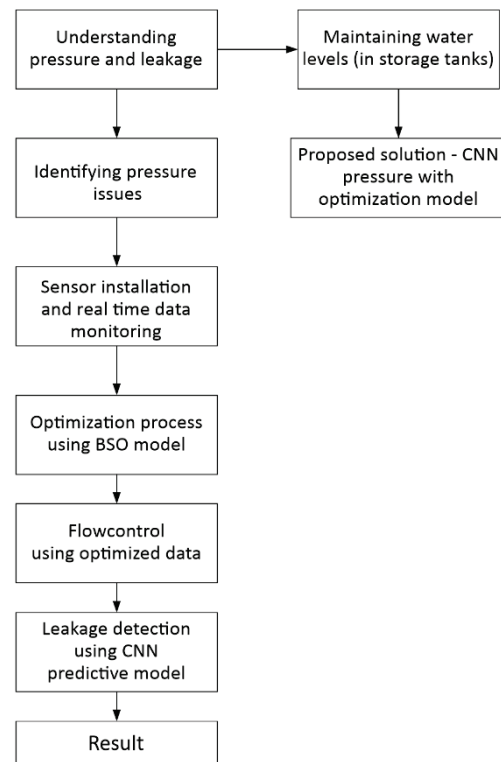 Understanding
pressure and leakage
Maintaining water
levels (in storage tanks)
Identifying pressure
issues
Proposed solution - CNN
pressure with
optimization model
Sensor installation
and real time data
monitoring
Optimization process
using BSO model
Flowcontrol
using optimized data
Leakage detection
using CNN
predictive model
Result